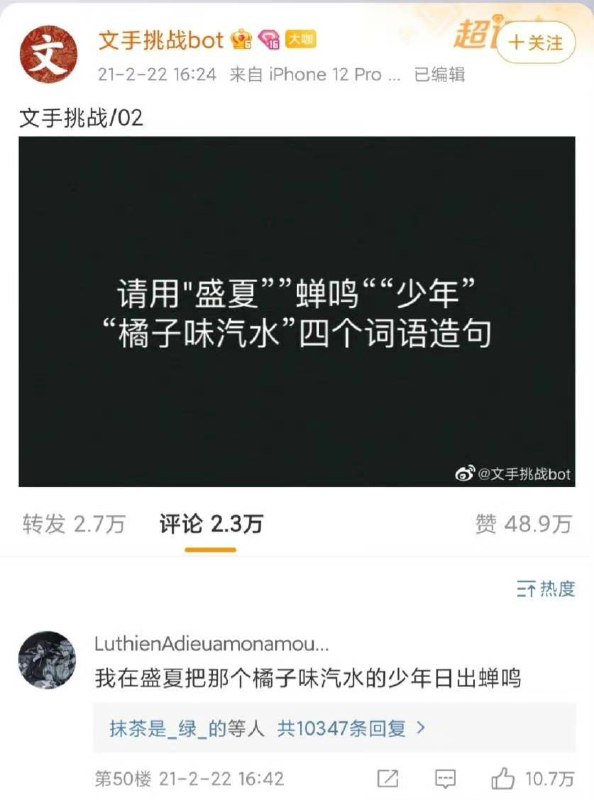 文手挑战bot 6 16 大咖
超 +关注
21-2-22 16:24 来自 iPhone 12 Pro ... 已编辑
文手挑战/02
请用"盛夏””蝉鸣““少年”
“橘子味汽水”四个词语造句
@文手挑战bot
转发 2.7万 评论 2.3万 赞 48.9万
热度
LuthienAdieuamonamou...
我在盛夏把那个橘子味汽水的少年日出蝉鸣
抹茶是_绿_的等人 共10347条回复 >
第50楼 21-2-22 16:42 10.7万